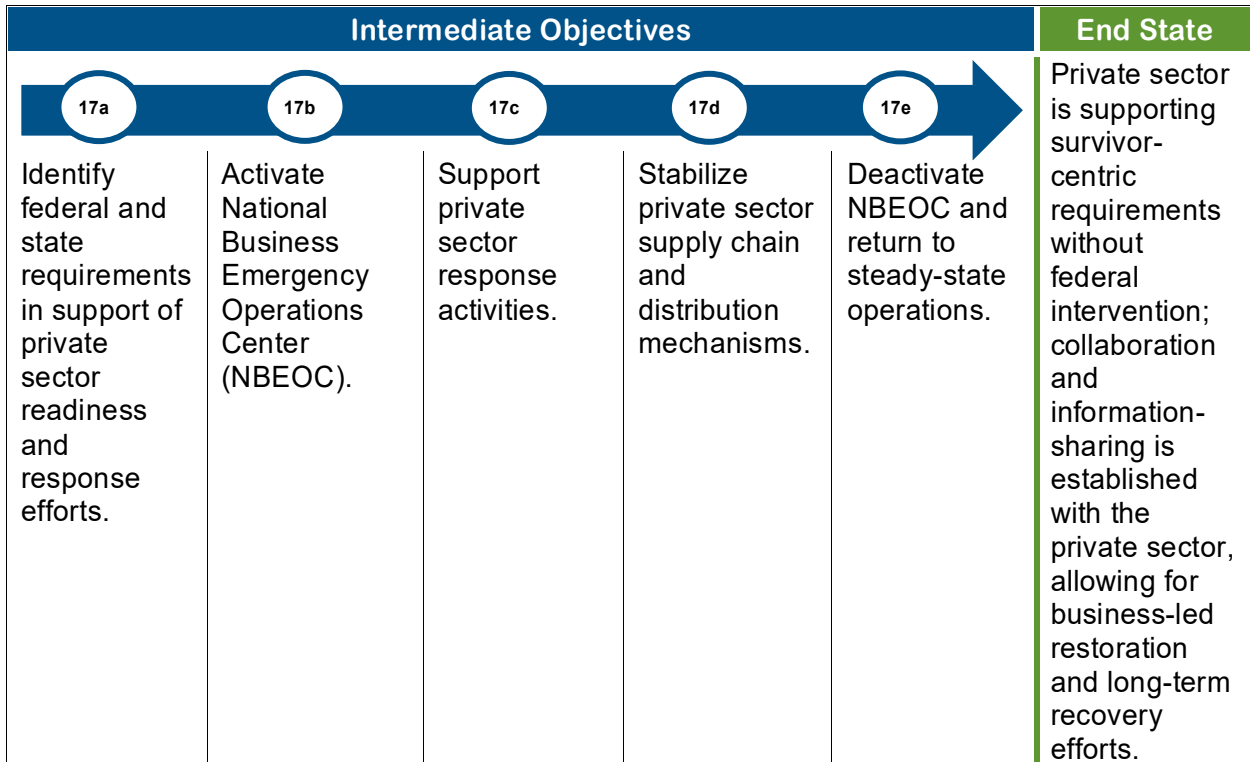 Intermediate Objectives
End State
17a
17b
17c
17d
17e
Identify
federal and
state
requirements
in support of
private
sector
readiness
and
response
efforts.
Activate
National
Business
Emergency
Operations
Center
(NBEOC).
Support
private
sector
response
activities.
Stabilize
private sector
supply chain
and
distribution
mechanisms.
Deactivate
NBEOC and
return to
steady-state
operations.
Private sector
is supporting
survivor-
centric
requirements
without
federal
intervention;
collaboration
and
information-
sharing is
established
with the
private sector,
allowing for
business-led
restoration
and long-term
recovery
efforts.